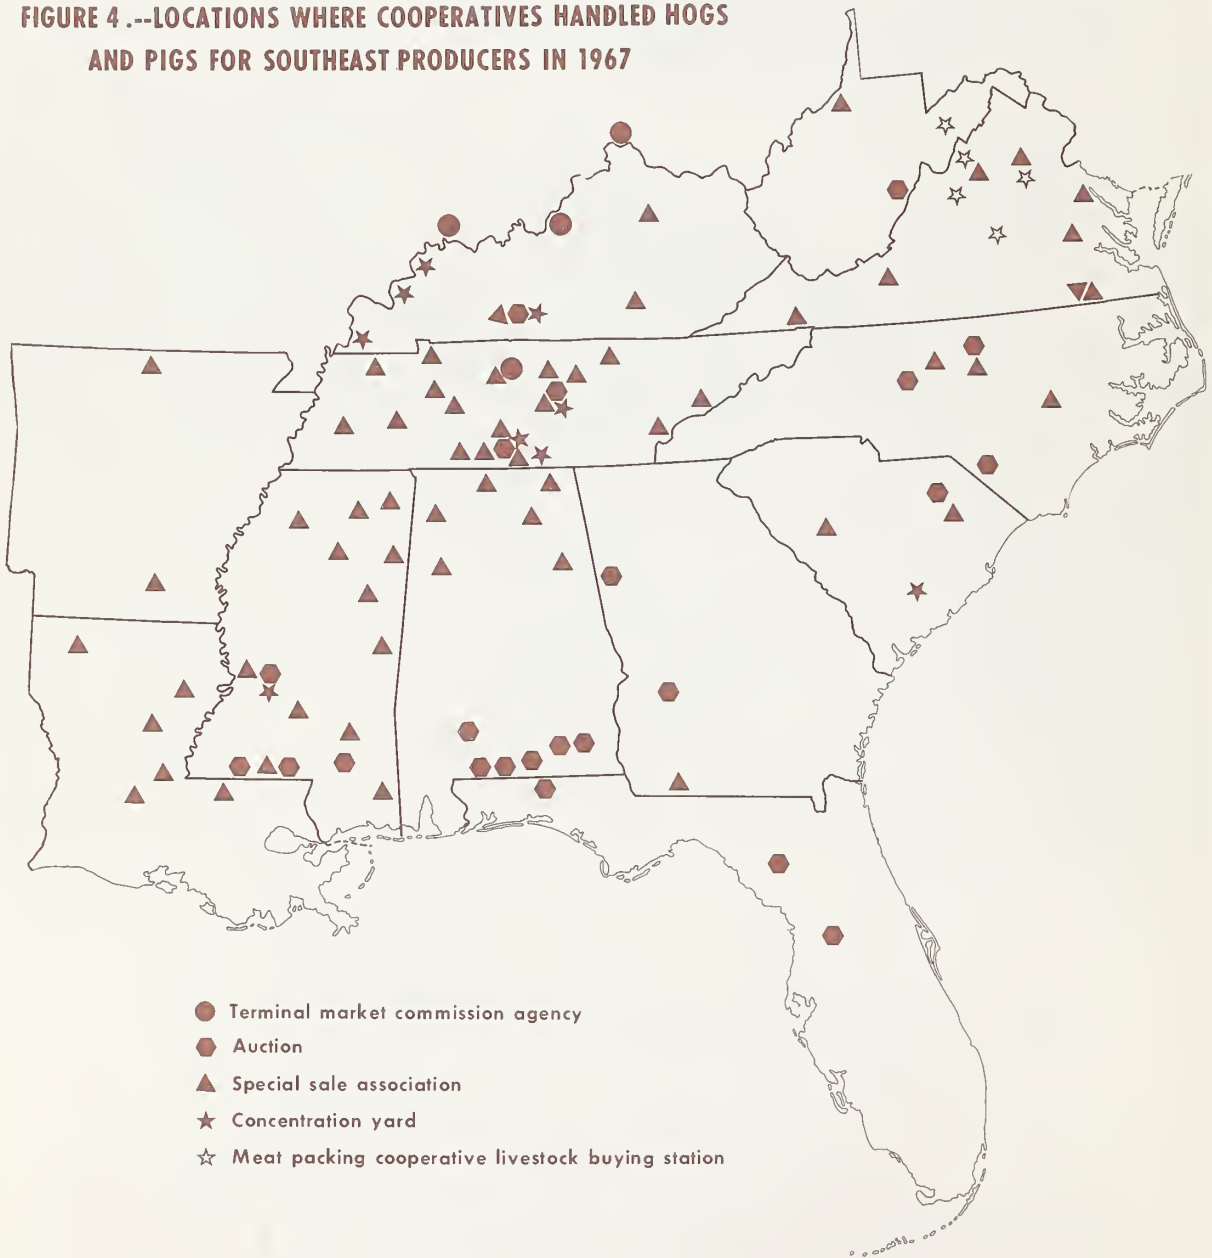 FIGURE 4.--LOCATIONS WHERE COOPERATIVES HANDLED HOGS
AND PIGS FOR SOUTHEAST PRODUCERS IN 1967
Terminal market commission agency
Auction
Special sale association
Concentration yard
Meat packing cooperative livestock buying station